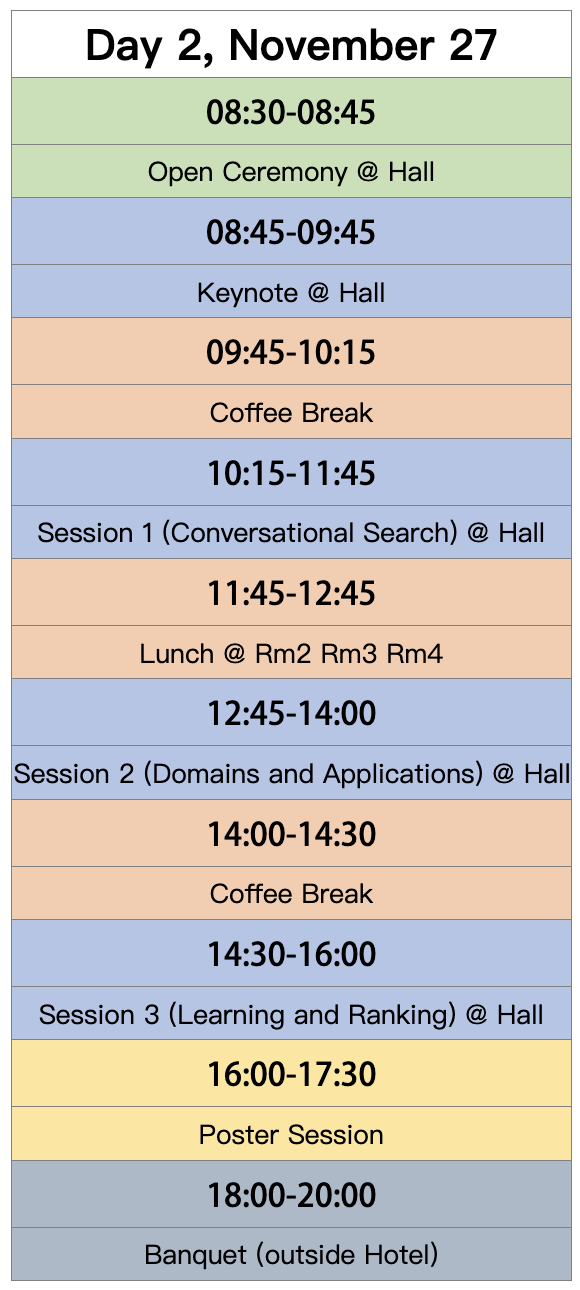 Day 2, November 27
08:30-08:45
Open Ceremony @ Hall
08:45-09:45
Keynote @ Hall
09:45-10:15
Coffee Break
10:15-11:45
Session 1 (Conversational Search) @ Hall
11:45-12:45
Lunch @ Rm2 Rm3 Rm4
12:45-14:00
Session 2 (Domains and Applications) @ Hall
14:00-14:30
Coffee Break
14:30-16:00
Session 3 (Learning and Ranking) @ Hall
16:00-17:30
Poster Session
18:00-20:00
Banquet (outside Hotel)